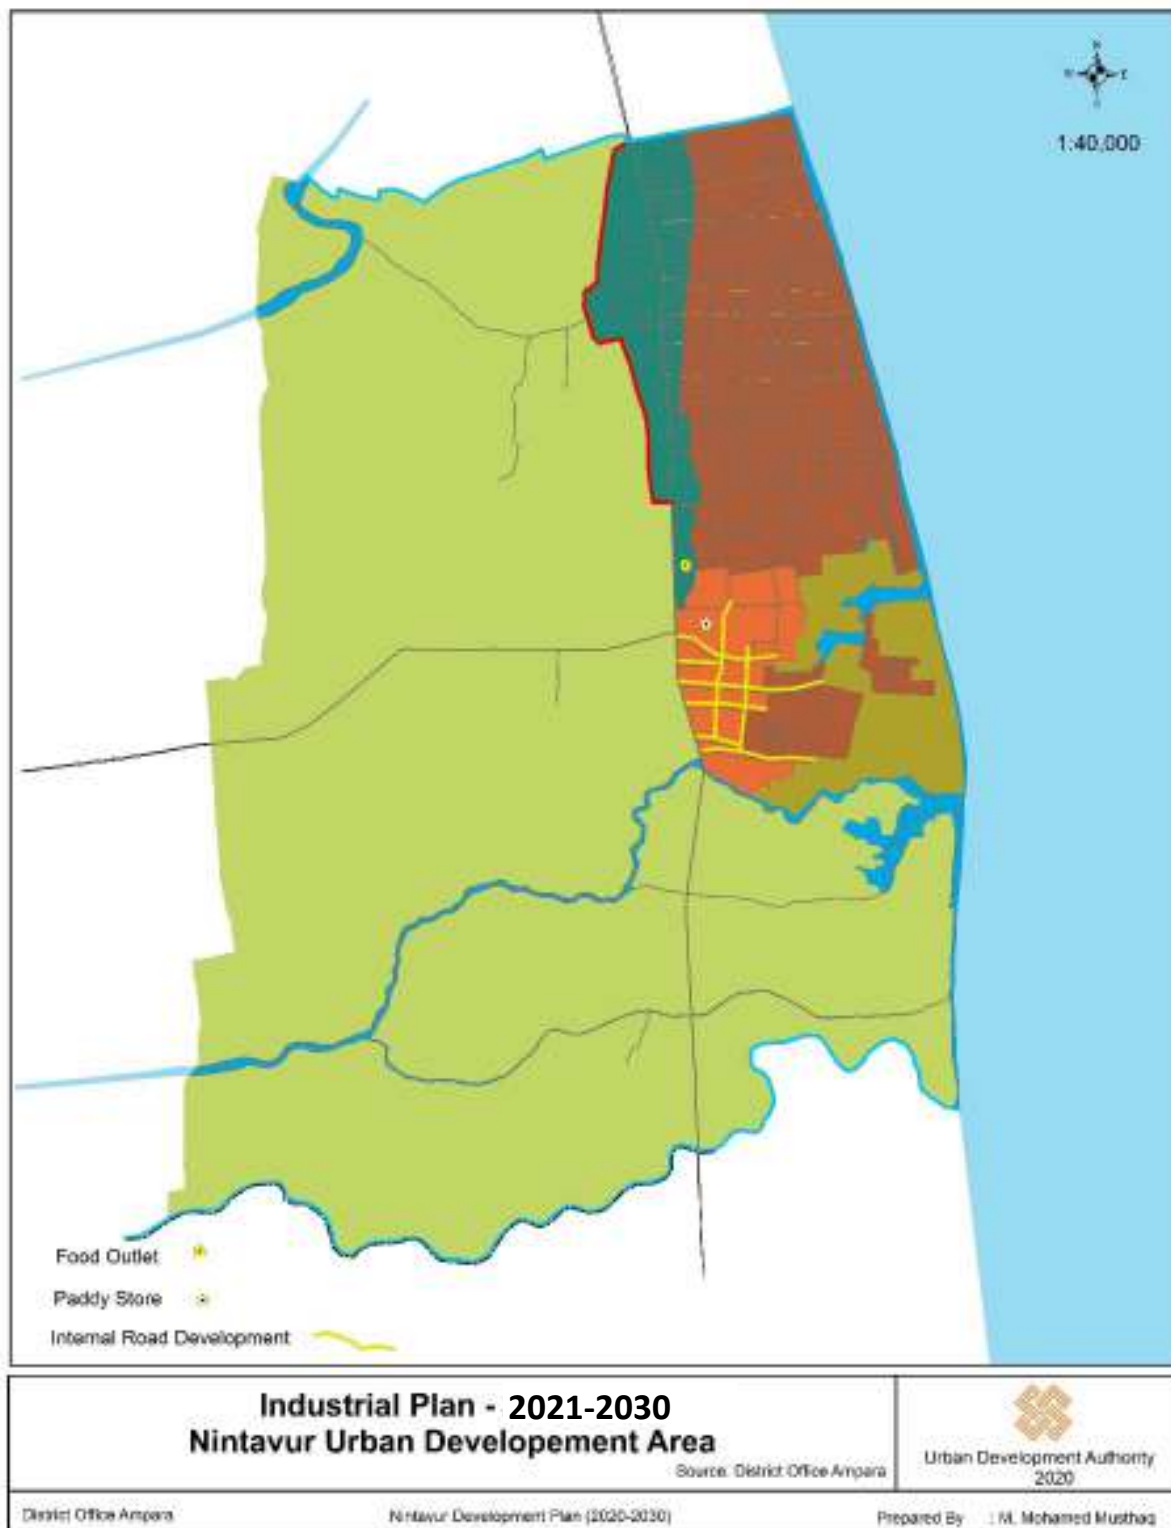 N
E
1:40,000
Food Outlet
Paddy Store
Internal Road Development
Industrial Plan - 2021-2030
Nintavur Urban Developement Area
Source: District Office Ampara
Urban Development Authority
2020
District Office Ampara
Nintavur Development Plan (2020-2030)
Prepared By : M. Mohamed Musthaq